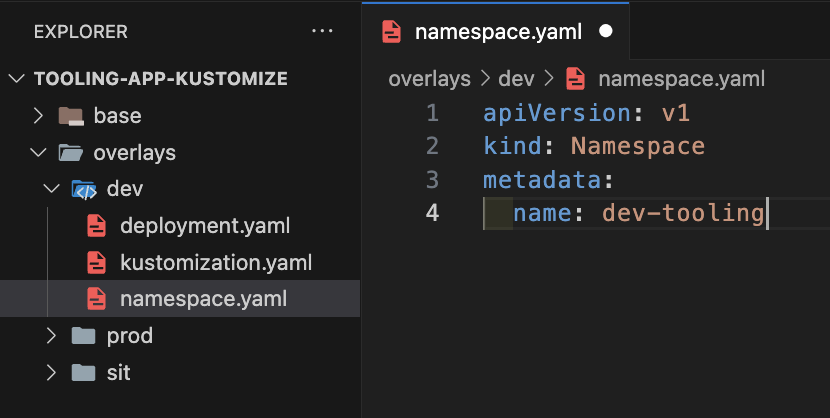 EXPLORER ...
TOOLING-APP-KUSTOMIZE
base
overlays
dev
deployment.yaml
kustomization.yaml
namespace.yaml
prod
sit
namespace.yaml
overlays > dev > namespace.yaml
1 apiVersion: v1
2 kind: Namespace
3 metadata:
4   name: dev-tooling